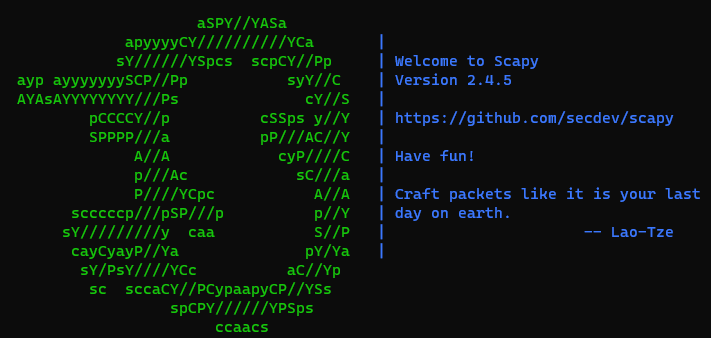 aSPY//YASa
            apyyyyCY//////////YCa       |
           sY//////YSpcs  scpCY//Pp     | Welcome to Scapy
ayp ayyyyyyySCP//Pp           syY//C    | Version 2.4.5
AYAsAYYYYYYYY///Ps              cY//S   |
        pCCCCY//p          cSSps y//Y   | https://github.com/secdev/scapy
        SPPPP///a          pP///AC//Y   |
             A//A            cyP////C   | Have fun!
             p///Ac            sC///a   |
             P////YCpc           A//A   | Craft packets like it is your last
      scccccp///pSP///p          p//Y   | day on earth.
     sY/////////y  caa           S//P   |                      -- Lao-Tze
      cayCyayP//Ya              pY/Ya   |
       sY/PsY////YCc          aC//Yp
        sc  sccaCY//PCypaapyCP//YSs
                 spCPY//////YPSps
                      ccaacs